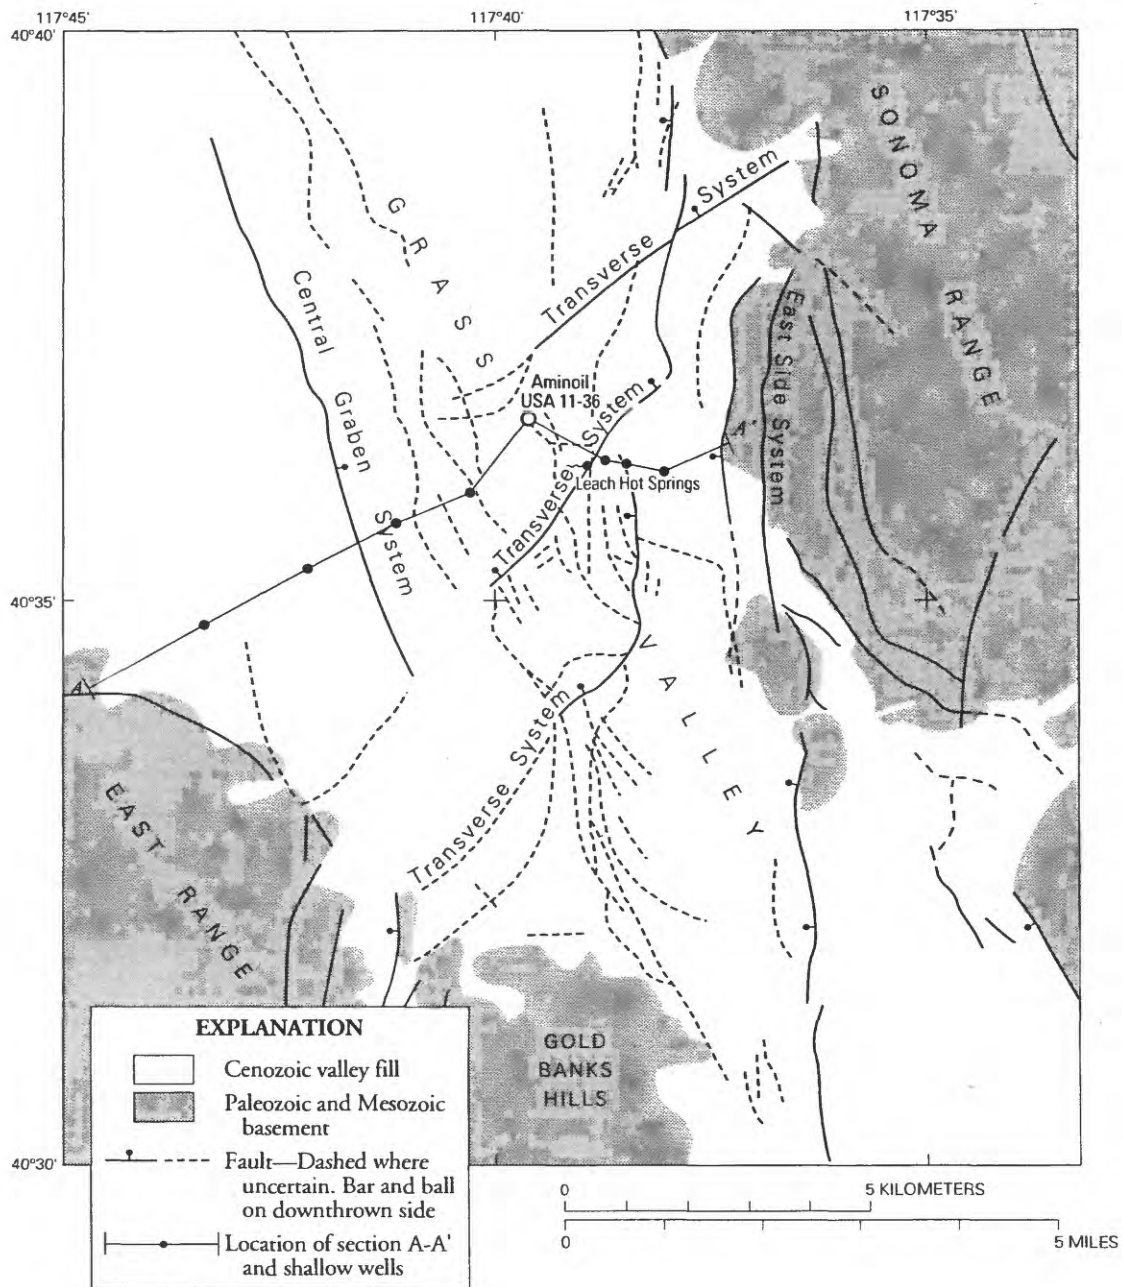 117°45'
117°40'
117°35'
40°40'
SONOMA
RANGE
GRASS
VALLEY
Transverse System
Central Graben System
Aminoil
USA 11-36
Transverse System
Leach Hot Springs
East Side System
A'
40°35'
A
Transverse System
EAST RANGE
GOLD
BANKS
HILLS
40°30'
EXPLANATION
Cenozoic valley fill
Paleozoic and Mesozoic
basement
Fault—Dashed where
uncertain. Bar and ball
on downthrown side
Location of section A-A'
and shallow wells
0 5 KILOMETERS
0 5 MILES